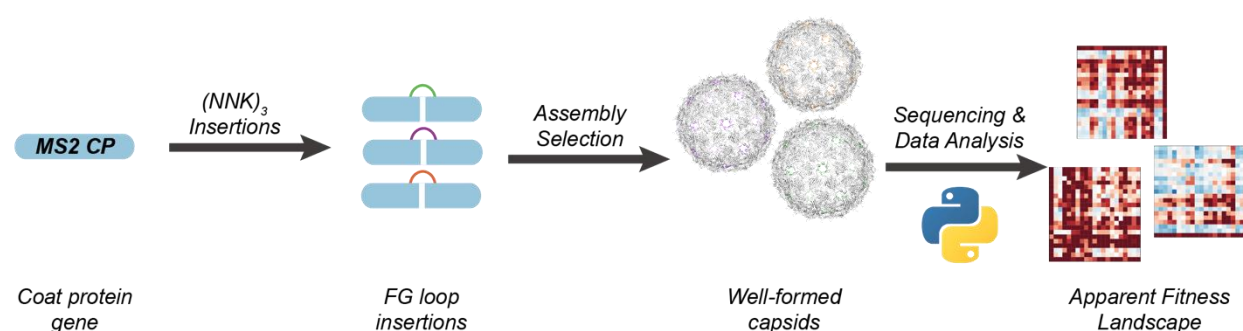 MS2 CP
(NNK)3
Insertions
Assembly
Selection
Sequencing &
Data Analysis
Coat protein
gene
FG loop
insertions
Well-formed
capsids
Apparent Fitness
Landscape